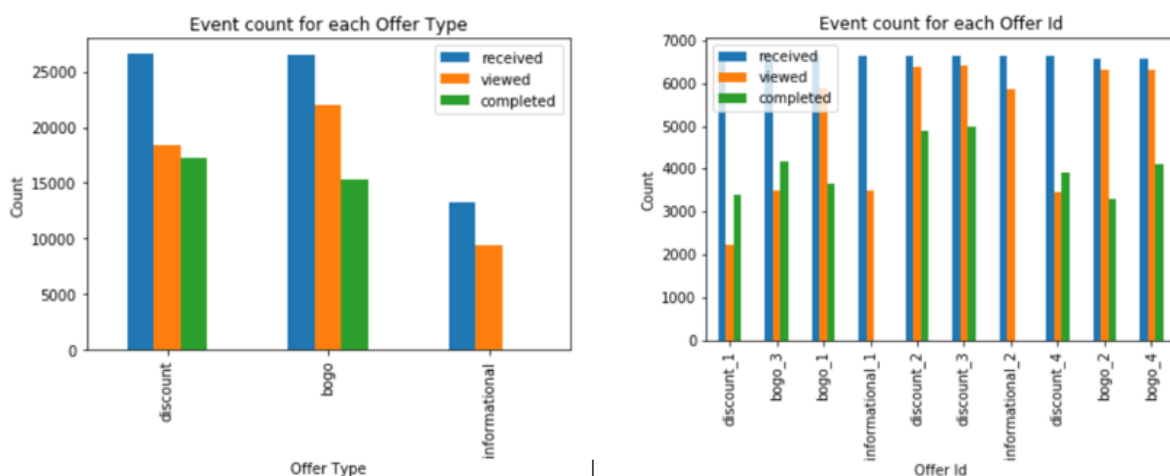 Event count for each Offer Type
received
viewed
completed
25000
20000
15000
10000
5000
0
Count
discount
bogo
informational
Offer Type
Event count for each Offer Id
received
viewed
completed
7000
6000
5000
4000
3000
2000
1000
0
Count
discount_1
bogo_3
bogo_1
informational_1
discount_2
discount_3
informational_2
discount_4
bogo_2
bogo_4
Offer Id